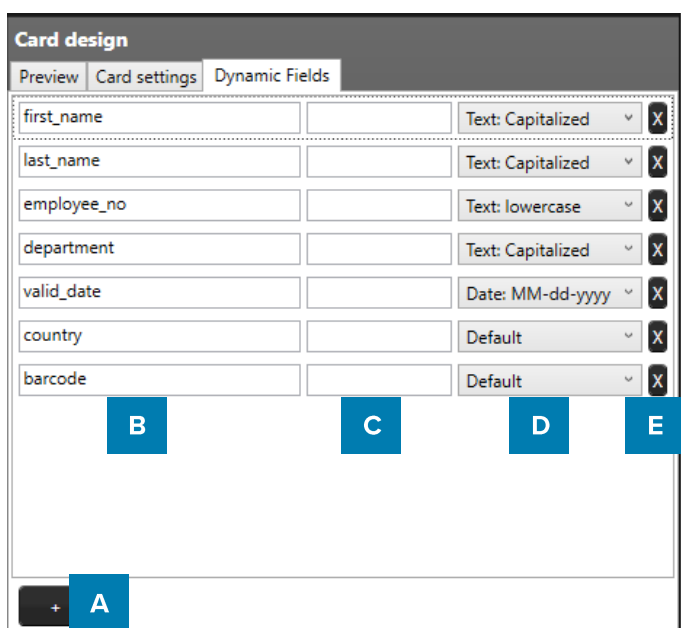 Card design
Preview Card settings Dynamic Fields
first_name Text: Capitalized X
last_name Text: Capitalized X
employee_no Text: lowercase X
department Text: Capitalized X
valid_date Date: MM-dd-yyyy X
country Default X
barcode Default X
B C D E
+ A